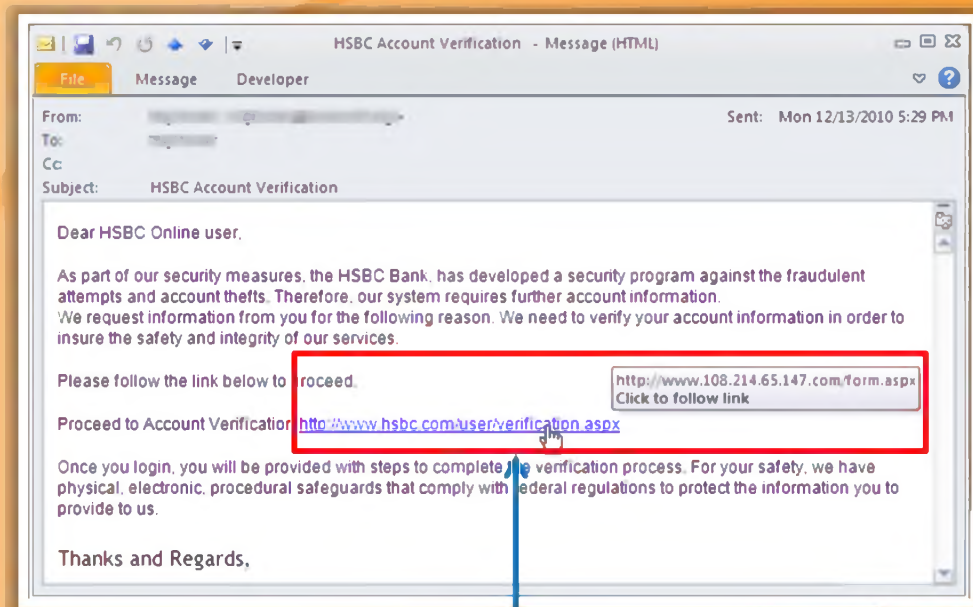 HSBC Account Verification - Message (HTML)
File Message Developer
From: Sent: Mon 12/13/2010 5:29 PM
To:
Cc:
Subject: HSBC Account Verification
Dear HSBC Online user,
As part of our security measures, the HSBC Bank, has developed a security program against the fraudulent
attempts and account thefts. Therefore, our system requires further account information.
We request information from you for the following reason. We need to verify your account information in order to
insure the safety and integrity of our services.
Please follow the link below to proceed.
http://www.108.214.65.147.com/form.aspx
Click to follow link
Proceed to Account Verification http://www.hsbc.com/user/verification.aspx
Once you login, you will be provided with steps to complete the verification process. For your safety, we have
physical, electronic, procedural safeguards that comply with federal regulations to protect the information you to
provide to us.
Thanks and Regards,